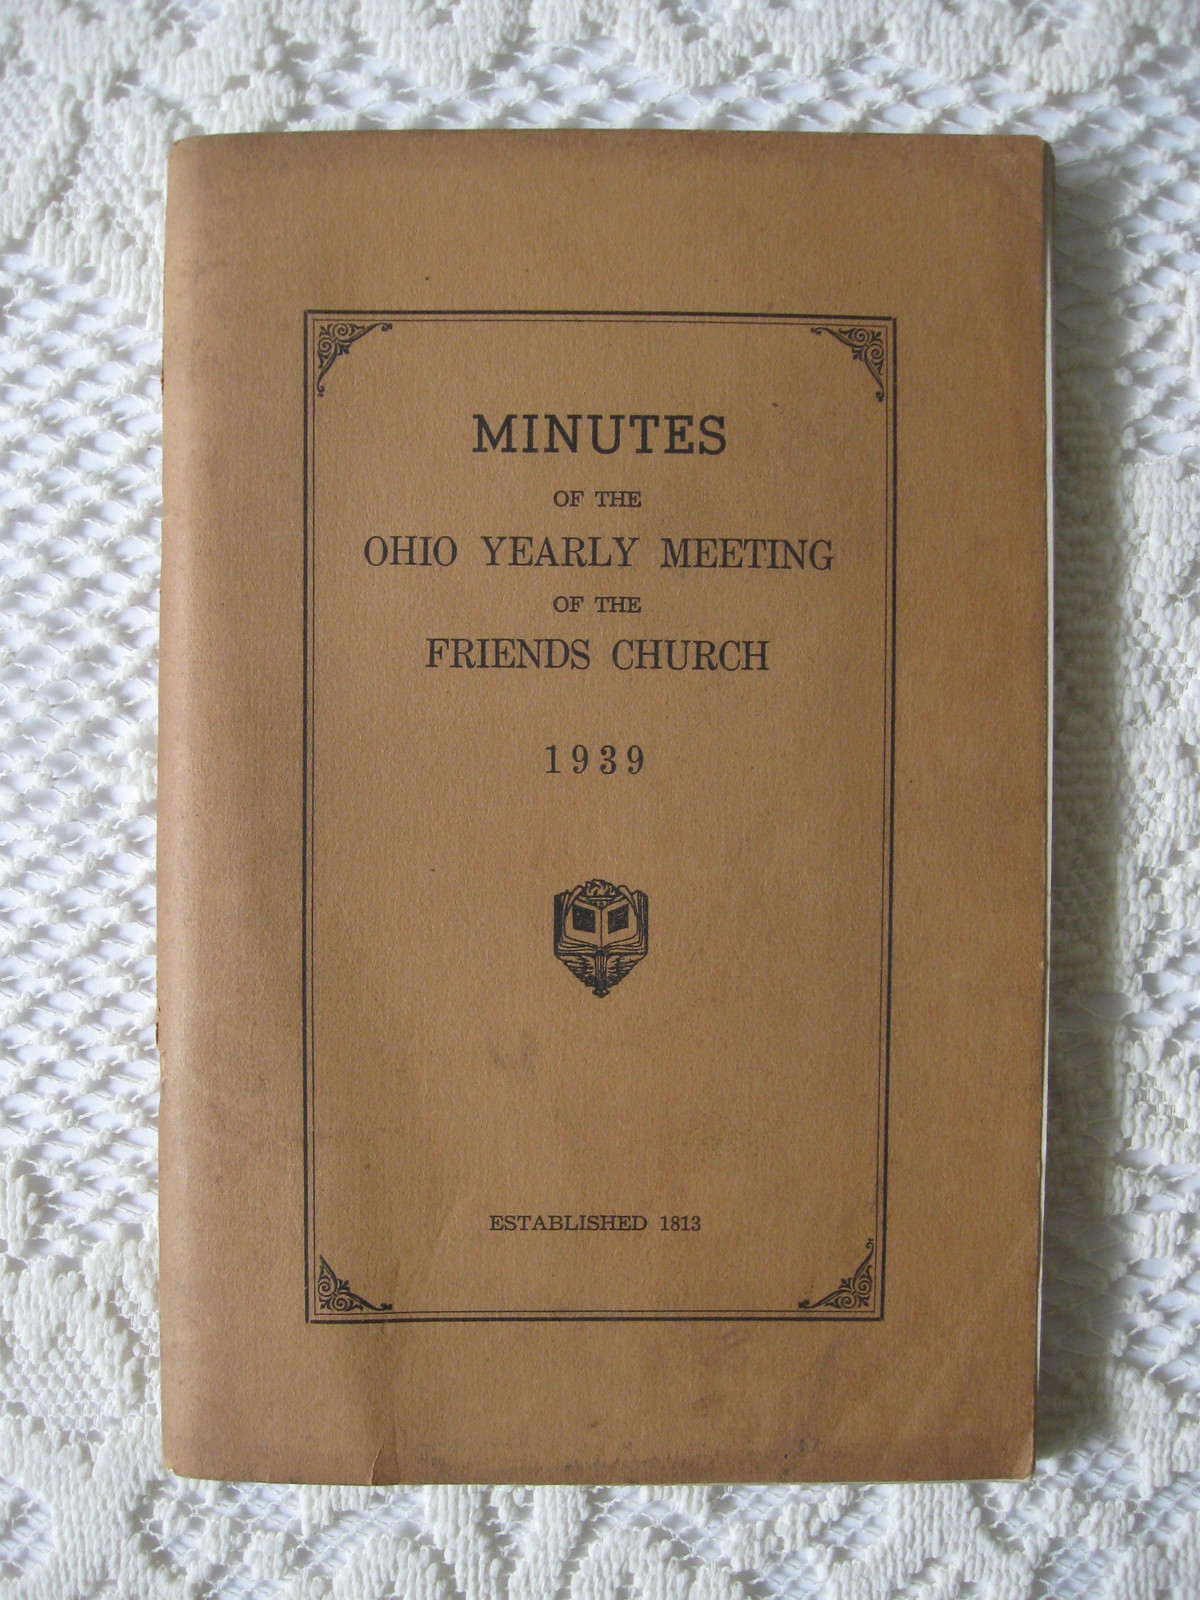 MINUTES
OF THE
OHIO YEARLY MEETING
OF THE
FRIENDS CHURCH
1939
ESTABLISHED 1813